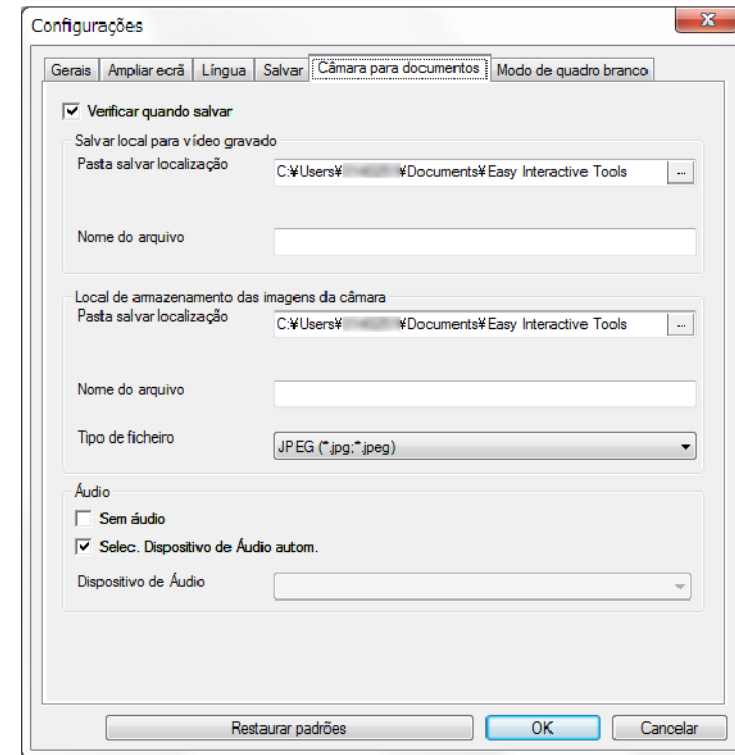 Configurações
Gerais Ampliar ecrã Língua Salvar Câmara para documentos Modo de quadro branco
Verificar quando salvar
Salvar local para vídeo gravado
Pasta salvar localização C:¥Users¥ ¥Documents¥Easy Interactive Tools ...
Nome do arquivo
Local de armazenamento das imagens da câmara
Pasta salvar localização C:¥Users¥ ¥Documents¥Easy Interactive Tools ...
Nome do arquivo
Tipo de ficheiro JPEG (*.jpg;*.jpeg)
Áudio
Sem áudio
Selec. Dispositivo de Áudio autom.
Dispositivo de Áudio
Restaurar padrões OK Cancelar